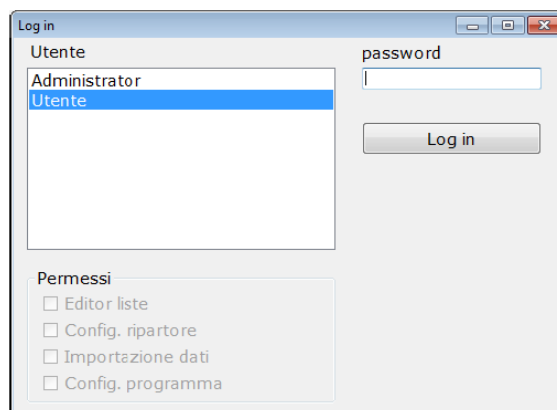 Log in
Utente
password
Administrator
Utente
Log in
Permessi
Editor liste
Config. ripartore
Importazione dati
Config. programma